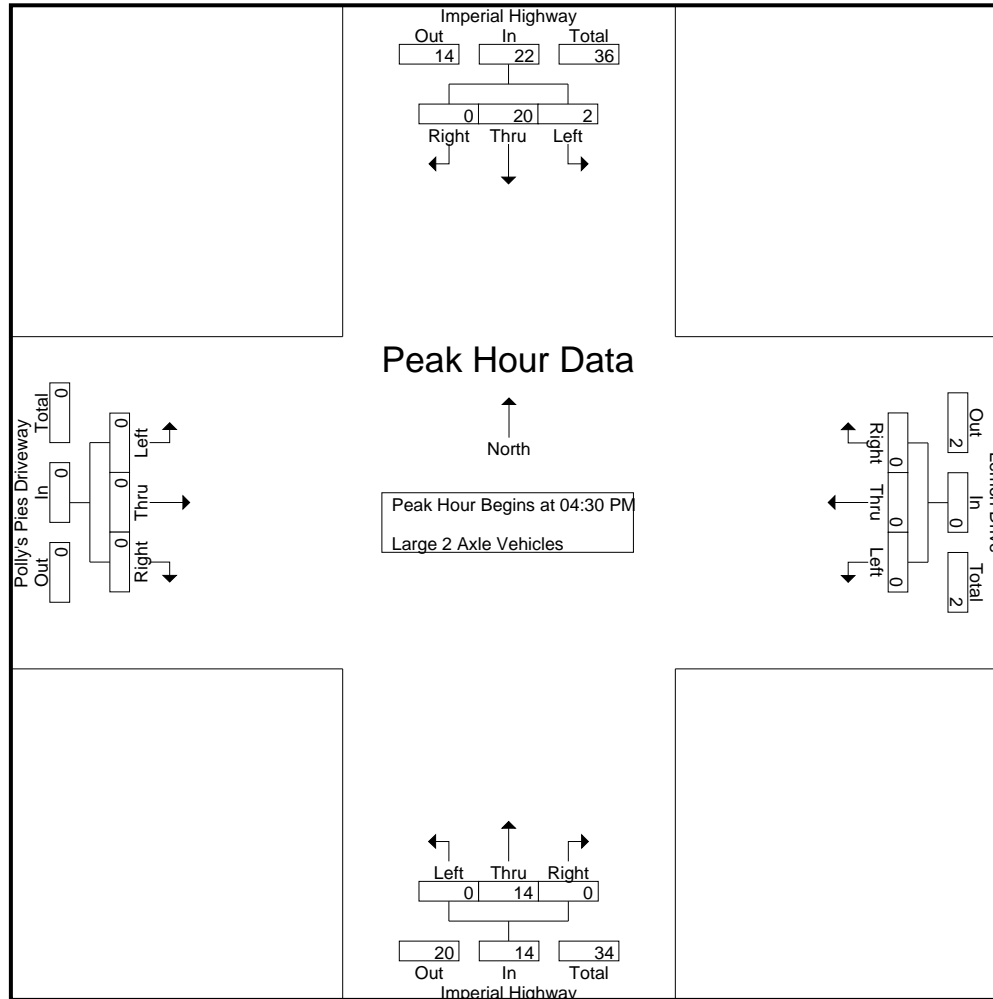 Imperial Highway
Out In Total
14 22 36
0 20 2
Right Thru Left
Peak Hour Data
North
Peak Hour Begins at 04:30 PM
Large 2 Axle Vehicles
Polly's Pies Driveway
Out In Total
0 0 0
0 0 0
Right Thru Left
Right Thru Left
0 0 0
Out In Total
2 0 2
Drive
Left Thru Right
0 14 0
20 14 34
Out In Total
Imperial Highway